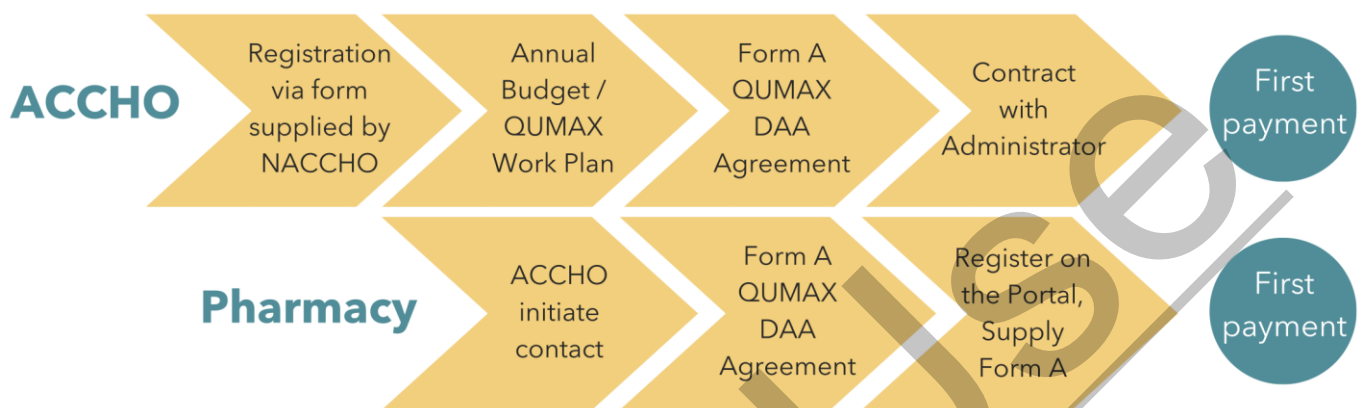 ACCHO
Registration
via form
supplied by
NACCHO
Annual
Budget /
QUMAX
Work Plan
Form A
QUMAX
DAA
Agreement
Contract
with
Administrator
First
payment
Pharmacy
ACCHO
initiate
contact
Form A
QUMAX
DAA
Agreement
Register on
the Portal,
Supply
Form A
First
payment
Use